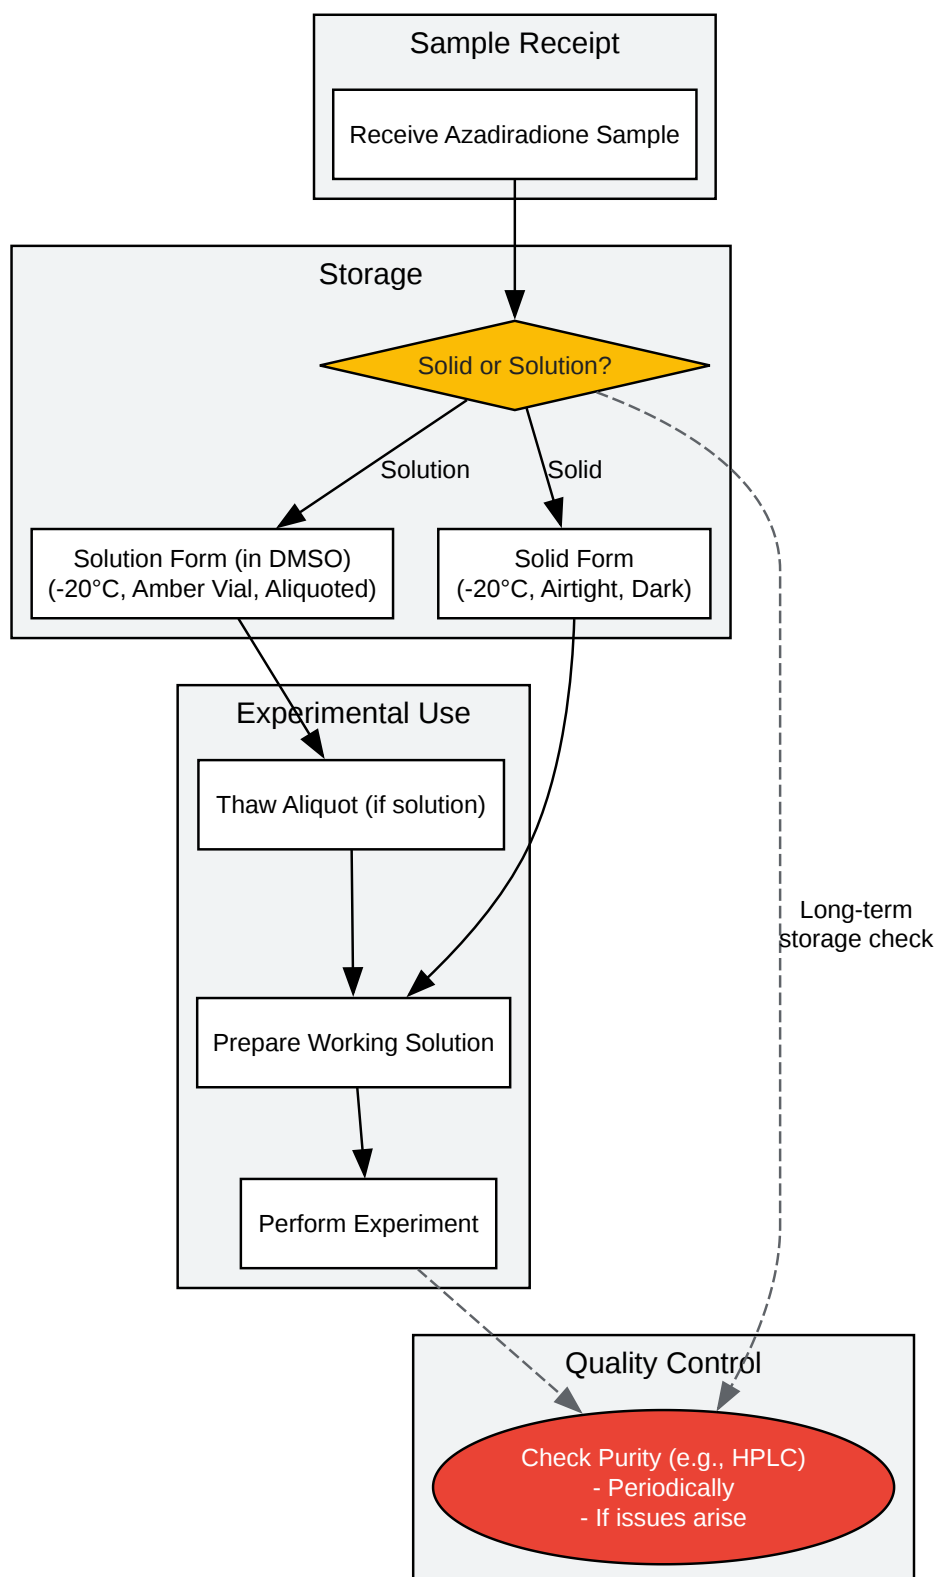 Sample Receipt
Receive Azadiradione Sample
Storage
Solid or Solution?
Solution
Solid
Solution Form (in DMSO)
(-20°C, Amber Vial, Aliquoted)
Solid Form
(-20°C, Airtight, Dark)
Experimental Use
Thaw Aliquot (if solution)
Long-term
storage check
Prepare Working Solution
Perform Experiment
Quality Control
Check Purity (e.g., HPLC)
- Periodically
- If issues arise